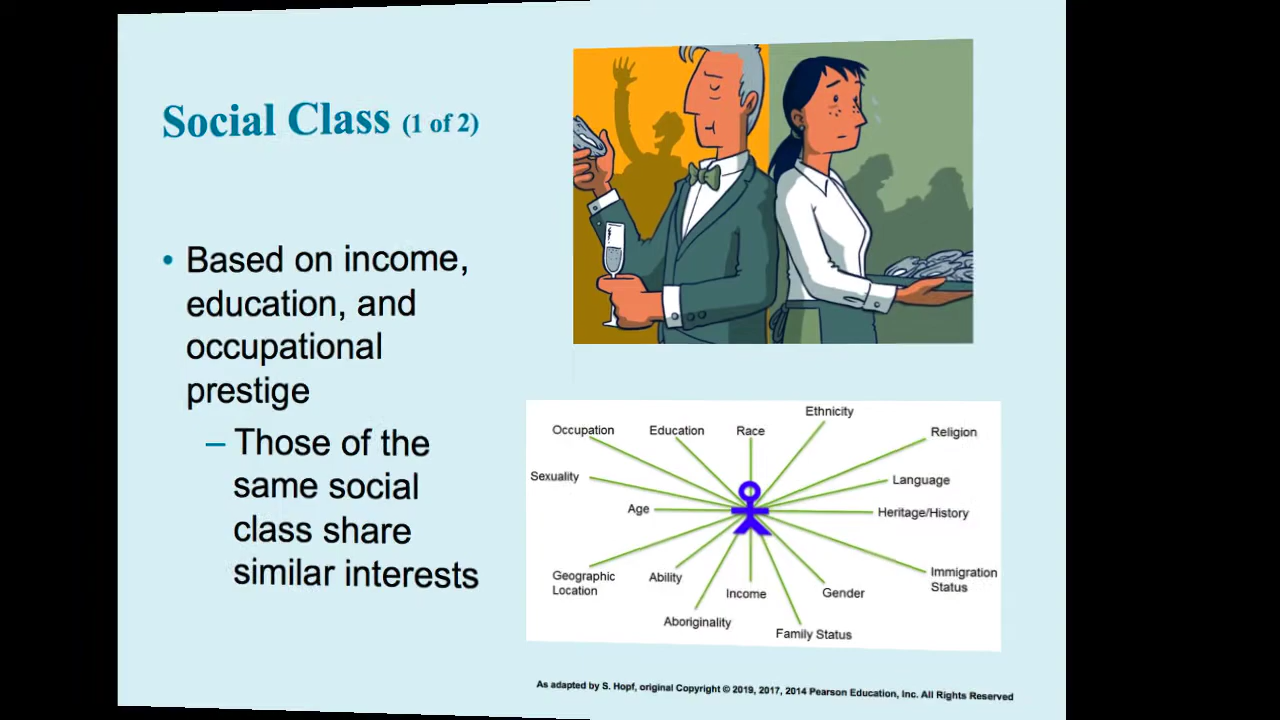 Social Class (1 of 2)
• Based on income,
education, and
occupational
prestige
– Those of the
same social
class share
similar interests
Ethnicity
Occupation
Education
Race
Religion
Sexuality
Language
Age
Heritage/History
Geographic
Location
Ability
Income
Gender
Immigration
Status
Aboriginality
Family Status
As adapted by S. Hopf, original Copyright © 2019, 2017, 2014 Pearson Education, Inc. All Rights Reserved